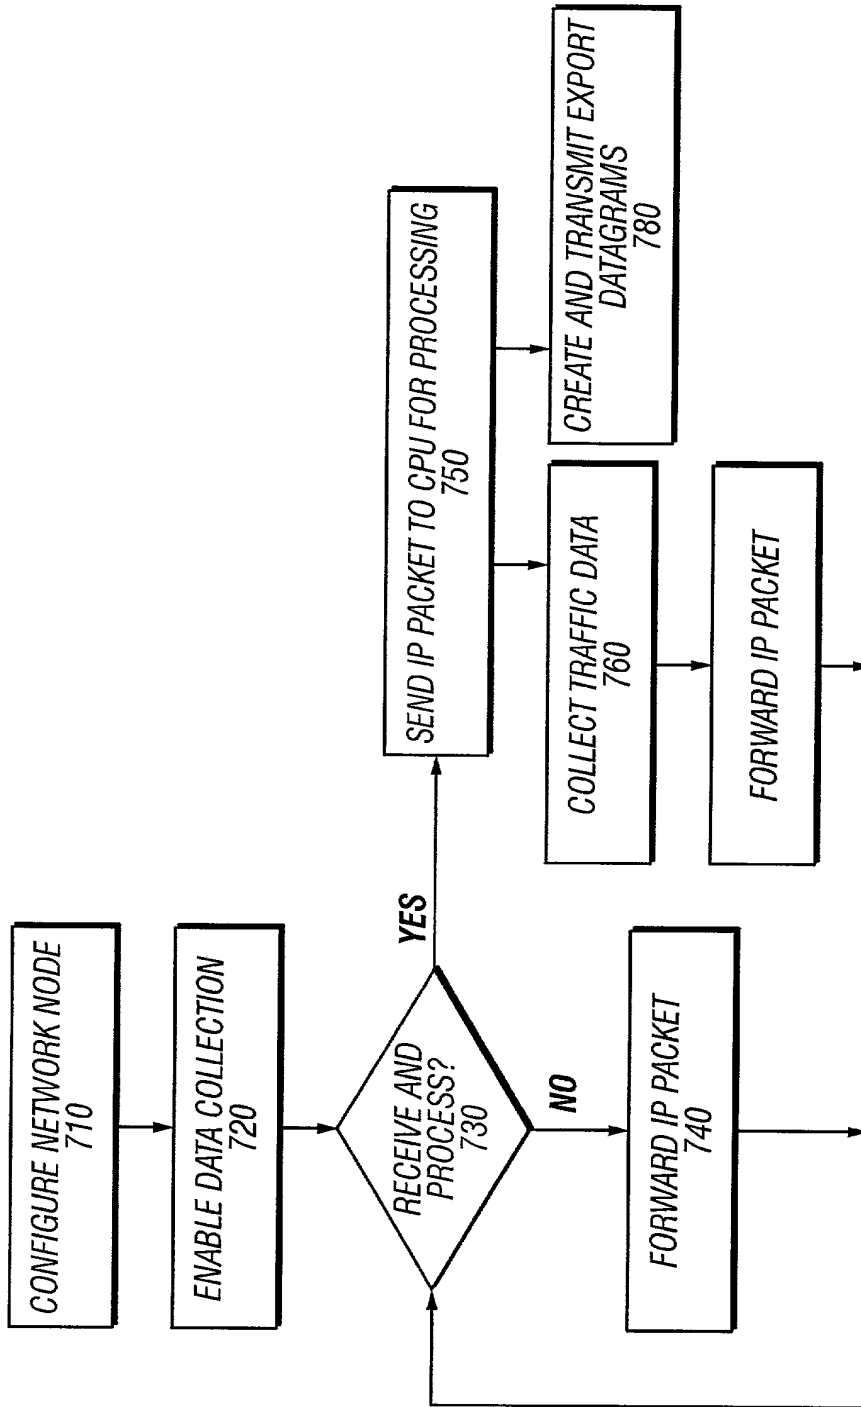 CONFIGURE NETWORK NODE
710
ENABLE DATA COLLECTION
720
RECEIVE AND
PROCESS?
730
YES
NO
FORWARD IP PACKET
740
SEND IP PACKET TO CPU FOR PROCESSING
750
COLLECT TRAFFIC DATA
760
FORWARD IP PACKET
CREATE AND TRANSMIT EXPORT
DATAGRAMS
780